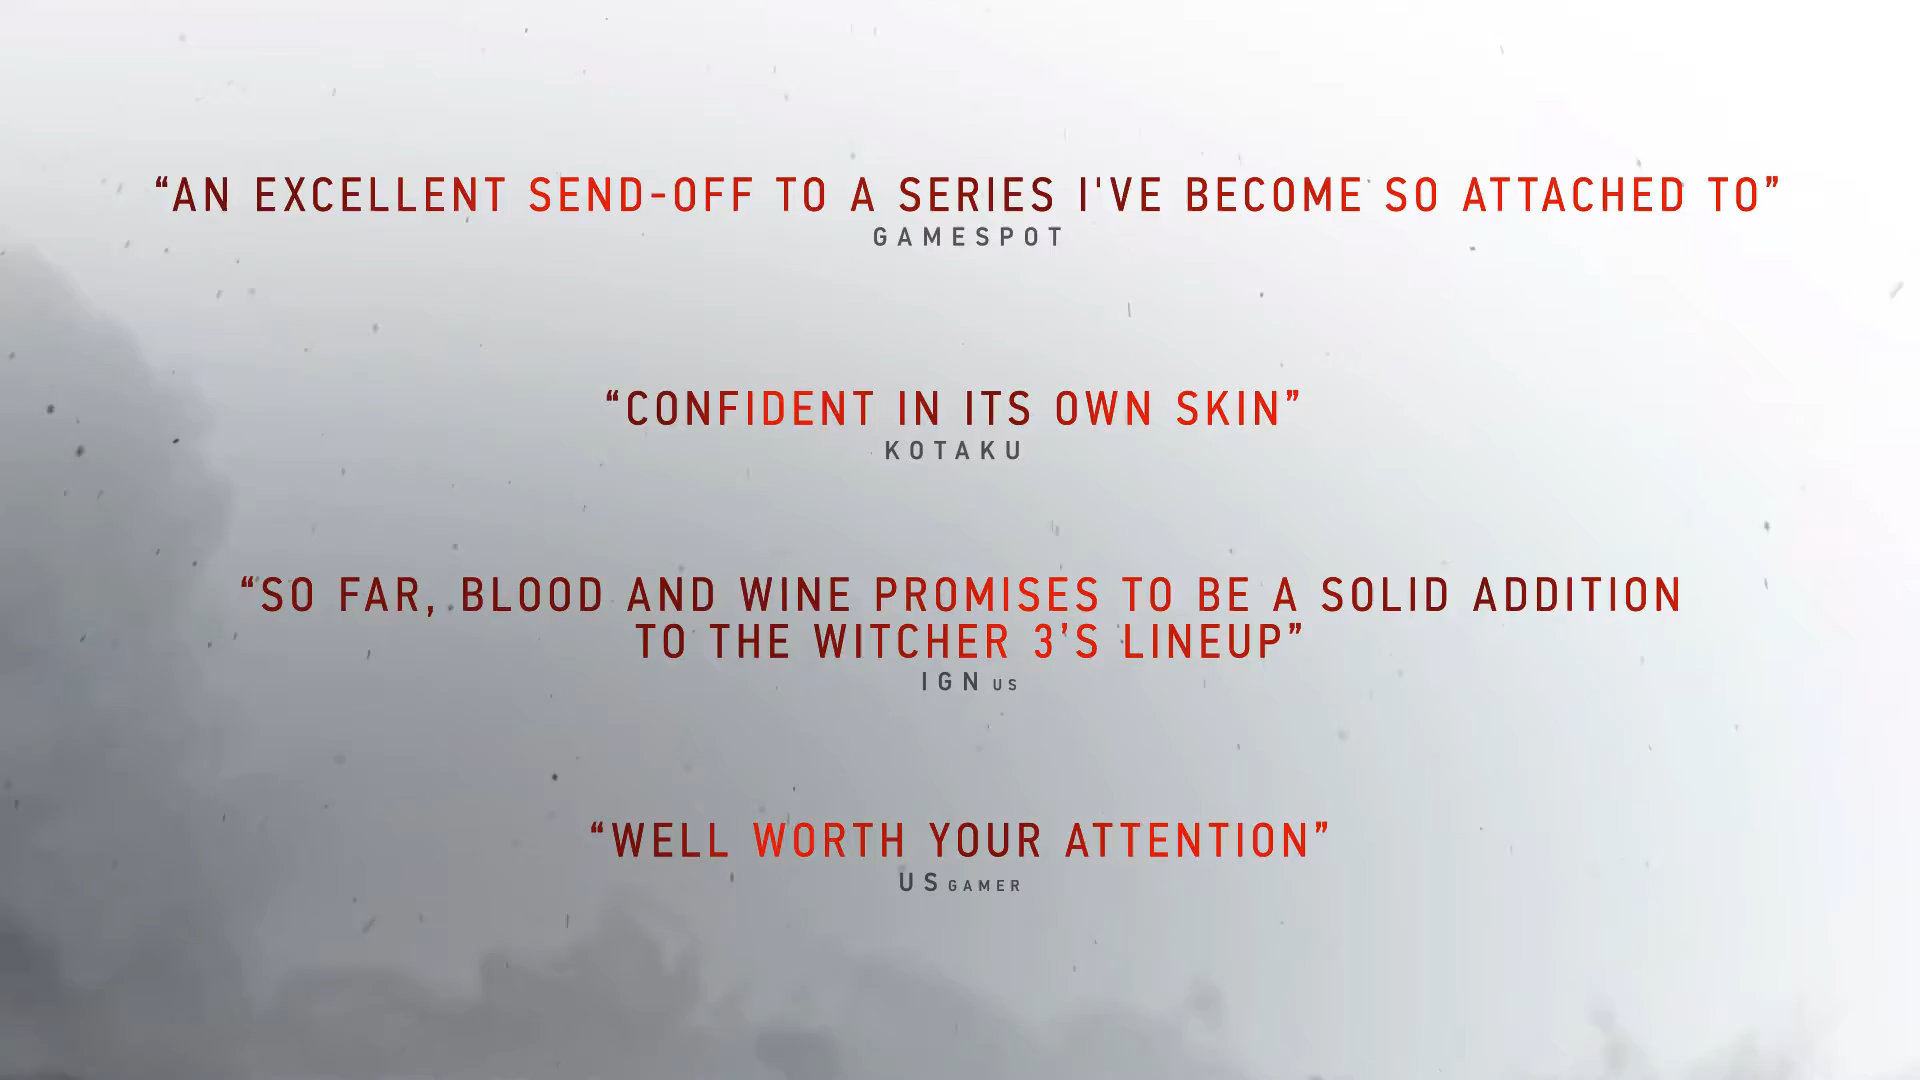 “AN EXCELLENT SEND-OFF TO A SERIES I'VE BECOME SO ATTACHED TO”
GAMESPOT
“CONFIDENT IN ITS OWN SKIN”
KOTAKU
“SO FAR, BLOOD AND WINE PROMISES TO BE A SOLID ADDITION
TO THE WITCHER 3’S LINEUP”
IGN US
“WELL WORTH YOUR ATTENTION”
US GAMER